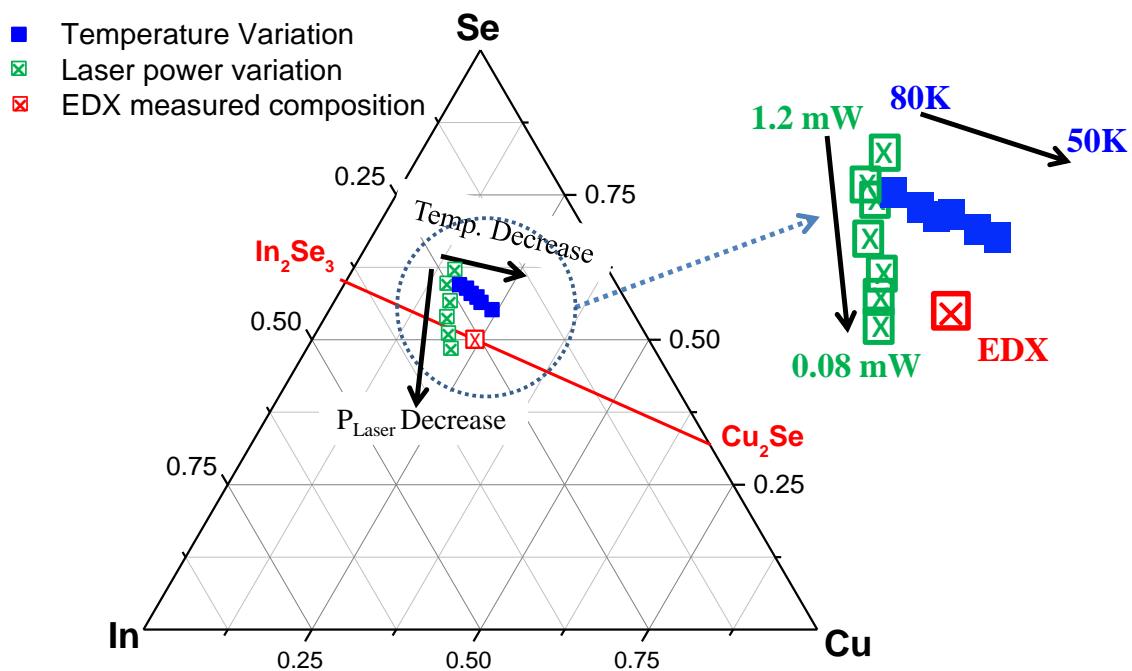 Temperature Variation
Laser power variation
EDX measured composition
Se
0.25
0.75
Temp. Decrease
In₂Se₃
0.50
0.50
P_Laser Decrease
Cu₂Se
0.75
0.25
In
Cu
0.25
0.50
0.75
80K
1.2 mW
50K
EDX
0.08 mW